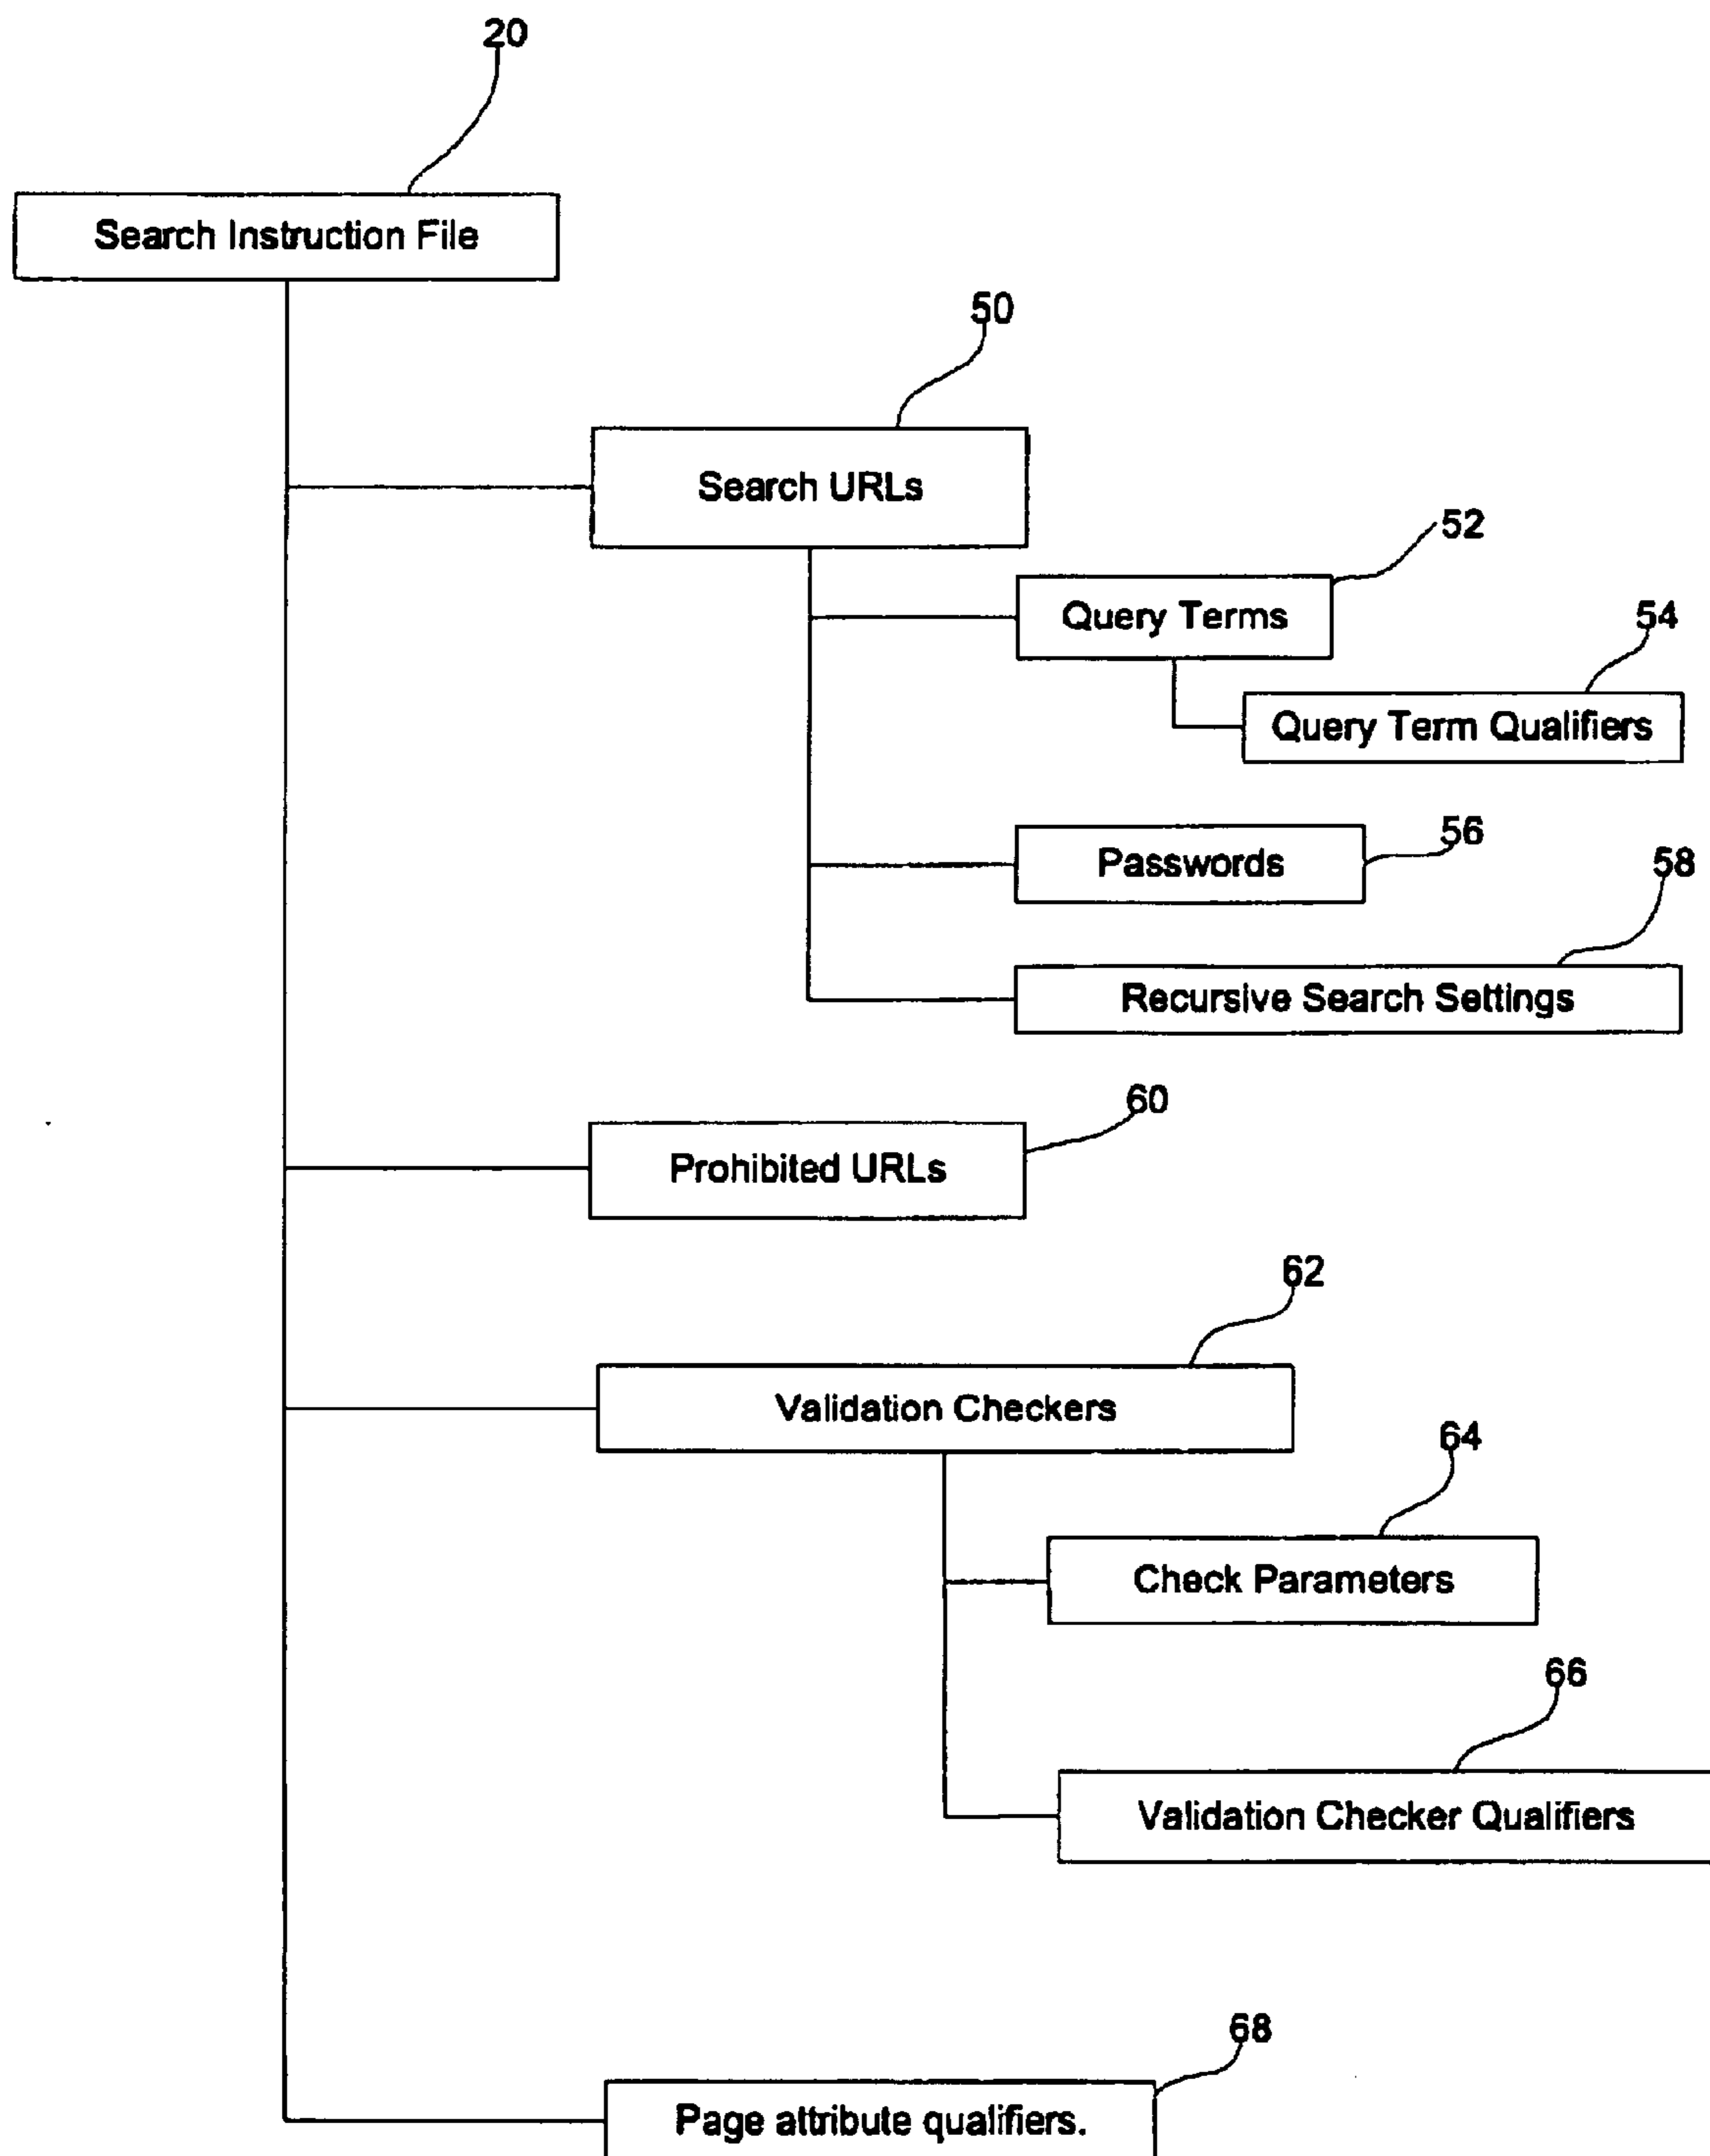 20
Search Instruction File
50
Search URLs
52
Query Terms
54
Query Term Qualifiers
56
Passwords
58
Recursive Search Settings
60
Prohibited URLs
62
Validation Checkers
64
Check Parameters
66
Validation Checker Qualifiers
68
Page attribute qualifiers.